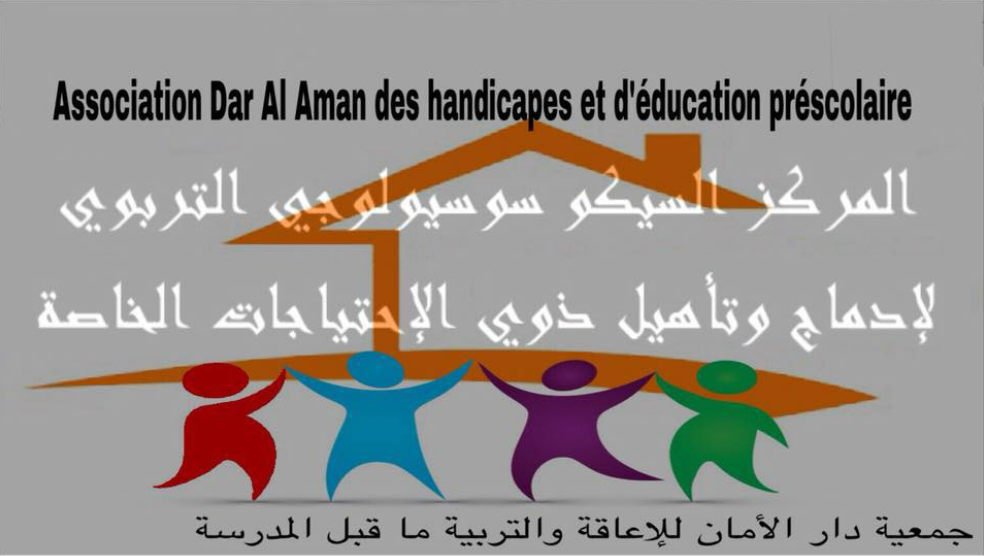 Association Dar Al Aman des handicapes et d'éducation préscolaire
المركز السيكو سوسيولوجي التربوي
لإدماج وتأهيل ذوي الإحتياجات الخاصة
جمعية دار الأمان للإعاقة والتربية ما قبل المدرسة